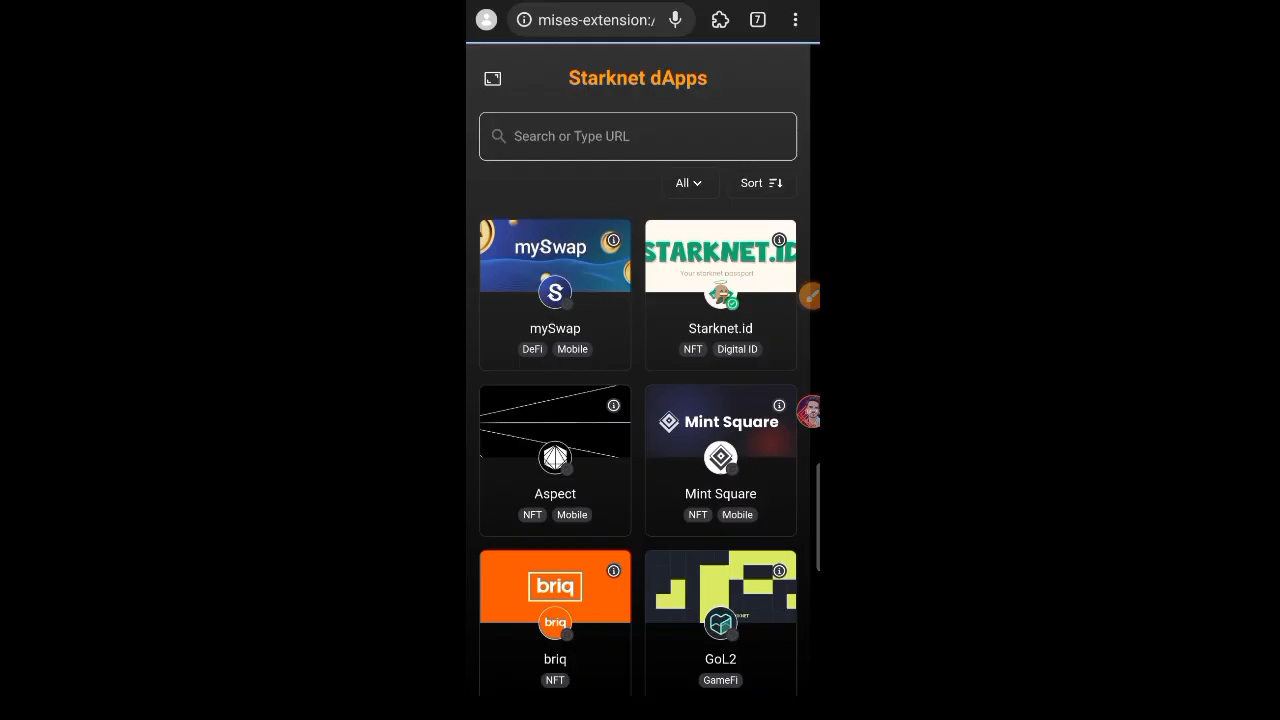 mises-extension:/
7
Starknet dApps
Search or Type URL
All
Sort
mySwap
STARKNET.ID
Your starknet passport
mySwap
Starknet.id
DeFi Mobile
NFT Digital ID
Mint Square
Aspect
Mint Square
NFT Mobile
NFT Mobile
briq
briq
briq
GoL2
NFT
GameFi